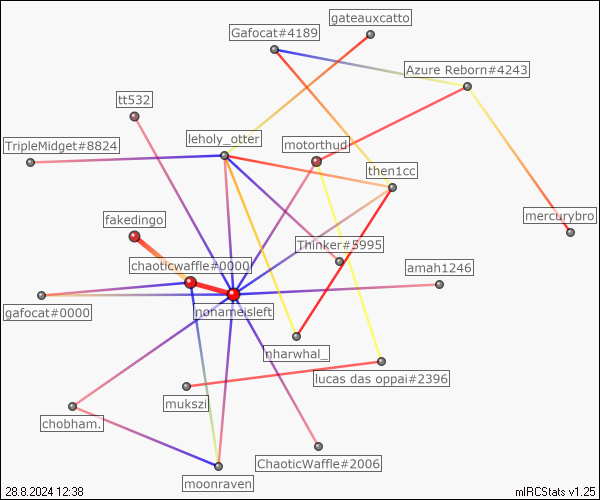 gateauxcatto
Gafocat#4189
Azure Reborn#4243
tt532
leholy_otter
motorthud
TripleMidget#8824
then1cc
fakedingo
mercurybro
Thinker#5995
chaoticwaffle#0000
amah1246
gafocat#0000
nonameisleft
nharwhal_
lucas das oppai#2396
mukszi
chobham.
ChaoticWaffle#2006
moonraven
28.8.2024 12:38
mIRCStats v1.25